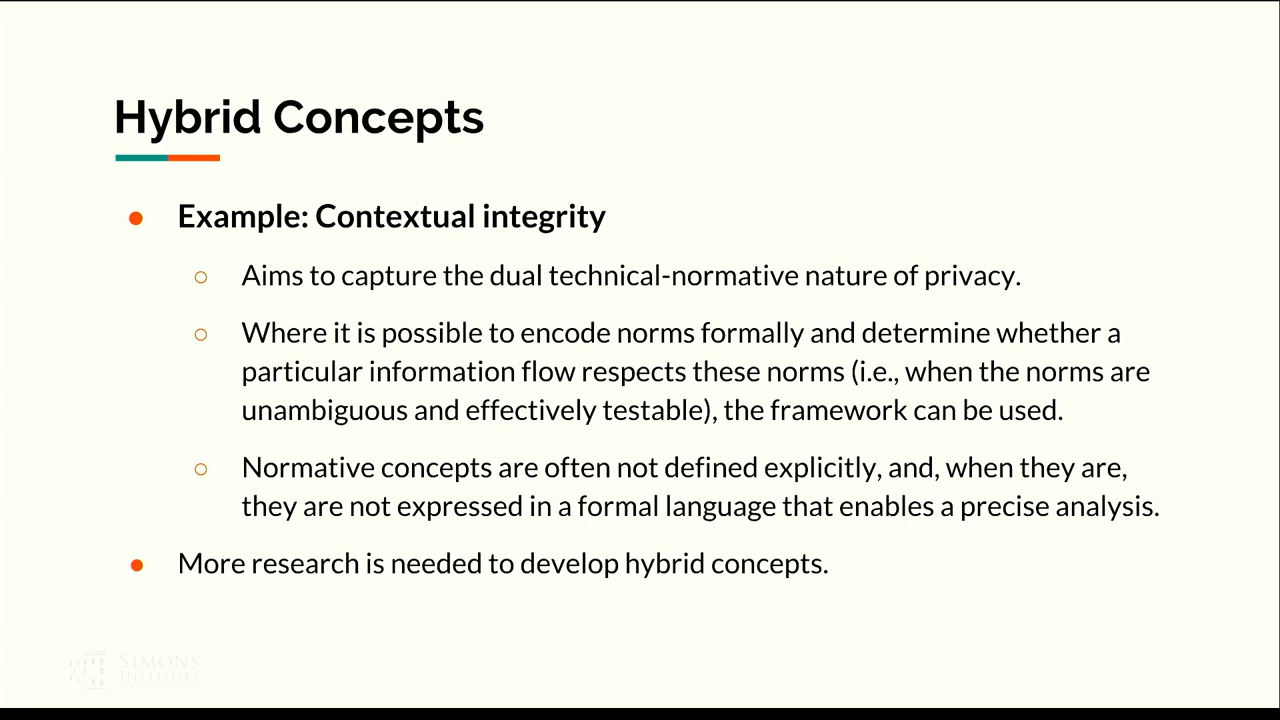 Hybrid Concepts
Example: Contextual integrity
Aims to capture the dual technical-normative nature of privacy.
Where it is possible to encode norms formally and determine whether a
particular information flow respects these norms (i.e., when the norms are
unambiguous and effectively testable), the framework can be used.
Normative concepts are often not defined explicitly, and, when they are,
they are not expressed in a formal language that enables a precise analysis.
More research is needed to develop hybrid concepts.
SIMONS
INSTITUTE